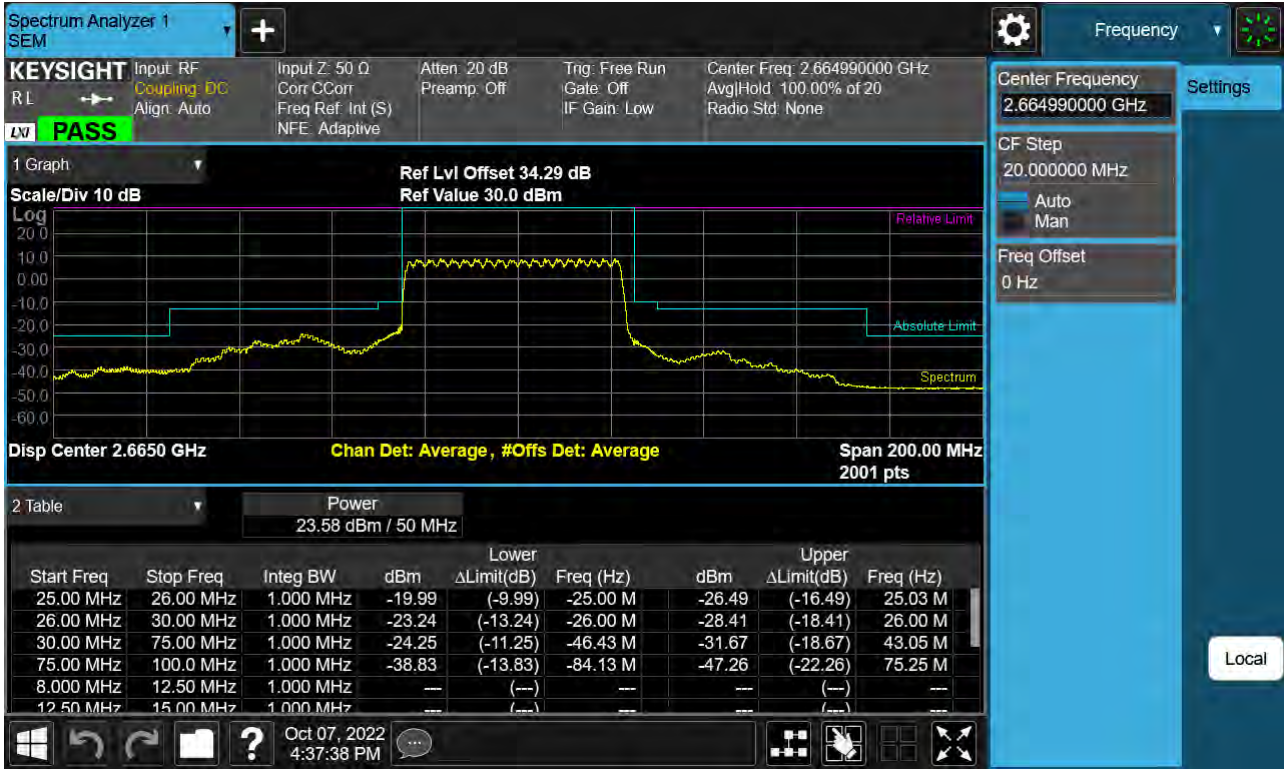 Spectrum Analyzer 1
SEM
Frequency
KEYSIGHT
R L
LXI
PASS
Input: RF
Coupling: DC
Align: Auto
Input Z: 50 Ω
Corr CCorr
Freq Ref: Int (S)
NFE: Adaptive
Atten: 20 dB
Preamp: Off
Trig: Free Run
Gate: Off
IF Gain: Low
Center Freq: 2.664990000 GHz
Avg|Hold: 100.00% of 20
Radio Std: None
Center Frequency
2.664990000 GHz
CF Step
20.000000 MHz
Auto
Man
Freq Offset
0 Hz
Settings
Local
1 Graph
Scale/Div 10 dB
Ref Lvl Offset 34.29 dB
Ref Value 30.0 dBm
Log
20.0
10.0
0.00
-10.0
-20.0
-30.0
-40.0
-50.0
-60.0
Relative Limit
Absolute Limit
Spectrum
Disp Center 2.6650 GHz
Chan Det: Average, #Offs Det: Average
Span 200.00 MHz
2001 pts
2 Table
Power
23.58 dBm / 50 MHz
Lower Upper
Start Freq Stop Freq Integ BW dBm ΔLimit(dB) Freq (Hz) dBm ΔLimit(dB) Freq (Hz)
25.00 MHz 26.00 MHz 1.000 MHz -19.99 (-9.99) -25.00 M -26.49 (-16.49) 25.03 M
26.00 MHz 30.00 MHz 1.000 MHz -23.24 (-13.24) -26.00 M -28.41 (-18.41) 26.00 M
30.00 MHz 75.00 MHz 1.000 MHz -24.25 (-11.25) -46.43 M -31.67 (-18.67) 43.05 M
75.00 MHz 100.0 MHz 1.000 MHz -38.83 (-13.83) -84.13 M -47.26 (-22.26) 75.25 M
8.000 MHz 12.50 MHz 1.000 MHz --- (---) --- --- (---) ---
12.50 MHz 15.00 MHz 1.000 MHz --- (---) --- --- (---) ---
?
Oct 07, 2022
4:37:38 PM